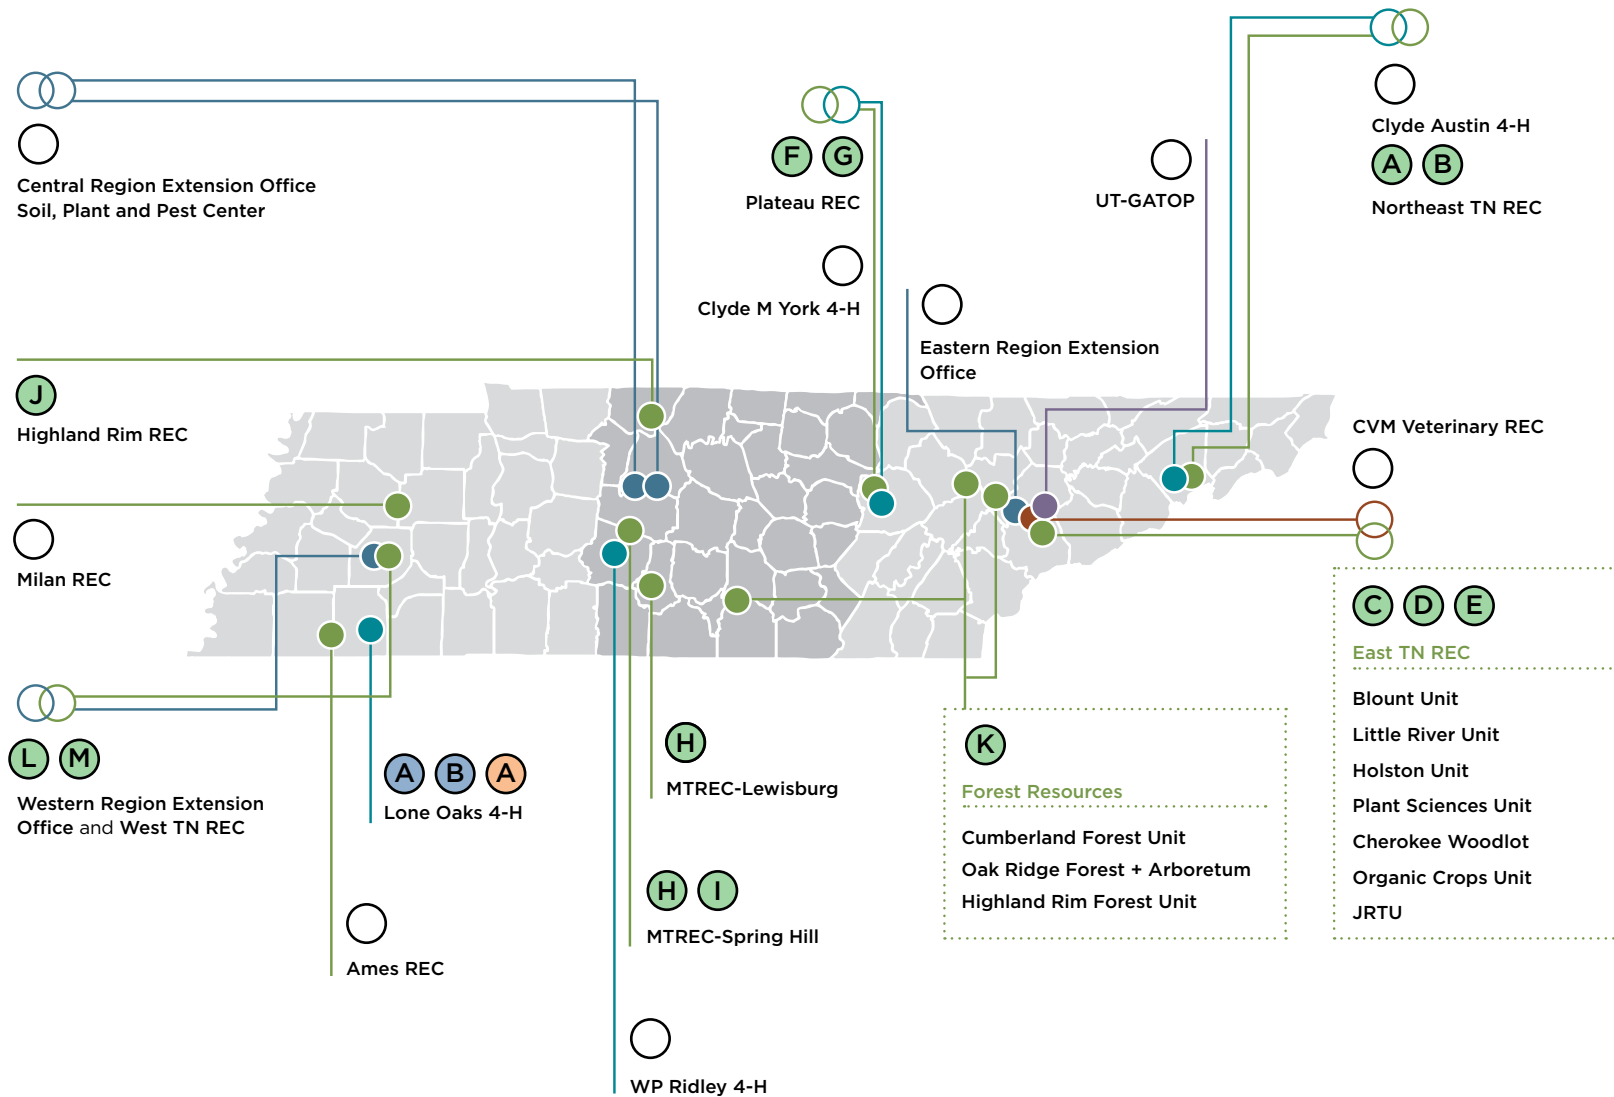 Central Region Extension Office
Soil, Plant and Pest Center
F G
Plateau REC
Clyde M York 4-H
UT-GATOP
Eastern Region Extension
Office
Clyde Austin 4-H
A B
Northeast TN REC
J
Highland Rim REC
Milan REC
CVM Veterinary REC
C D E
East TN REC
Blount Unit
Little River Unit
Holston Unit
Plant Sciences Unit
Cherokee Woodlot
Organic Crops Unit
JRTU
L M
Western Region Extension
Office and West TN REC
A B A
Lone Oaks 4-H
H
MTREC-Lewisburg
K
Forest Resources
Cumberland Forest Unit
Oak Ridge Forest + Arboretum
Highland Rim Forest Unit
H I
MTREC-Spring Hill
Ames REC
WP Ridley 4-H